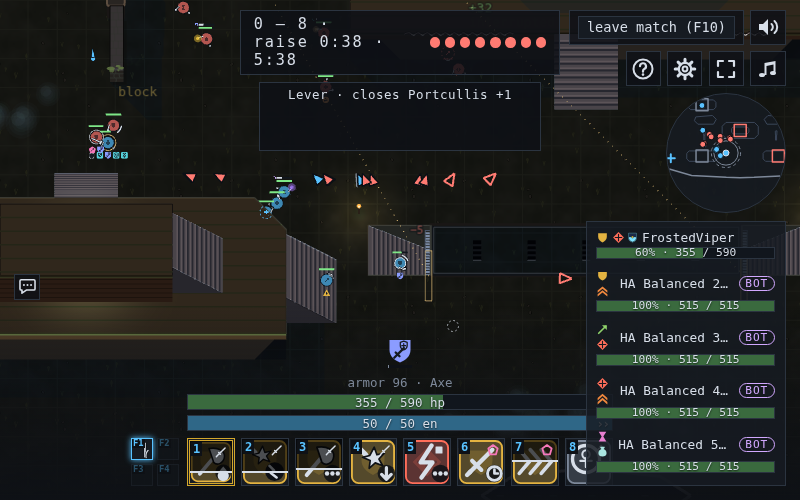 +32
0 — 8 ·
raise 0:38 ·
5:38
leave match (F10)
Lever · closes Portcullis +1
block
-5
FrostedViper
60% · 355 / 590
HA Balanced 2… BOT
100% · 515 / 515
HA Balanced 3… BOT
100% · 515 / 515
HA Balanced 4… BOT
100% · 515 / 515
HA Balanced 5… BOT
100% · 515 / 515
armor 96 · Axe
355 / 590 hp
50 / 50 en
F1 F2
F3 F4
1 2 3 4 5 6 7 8